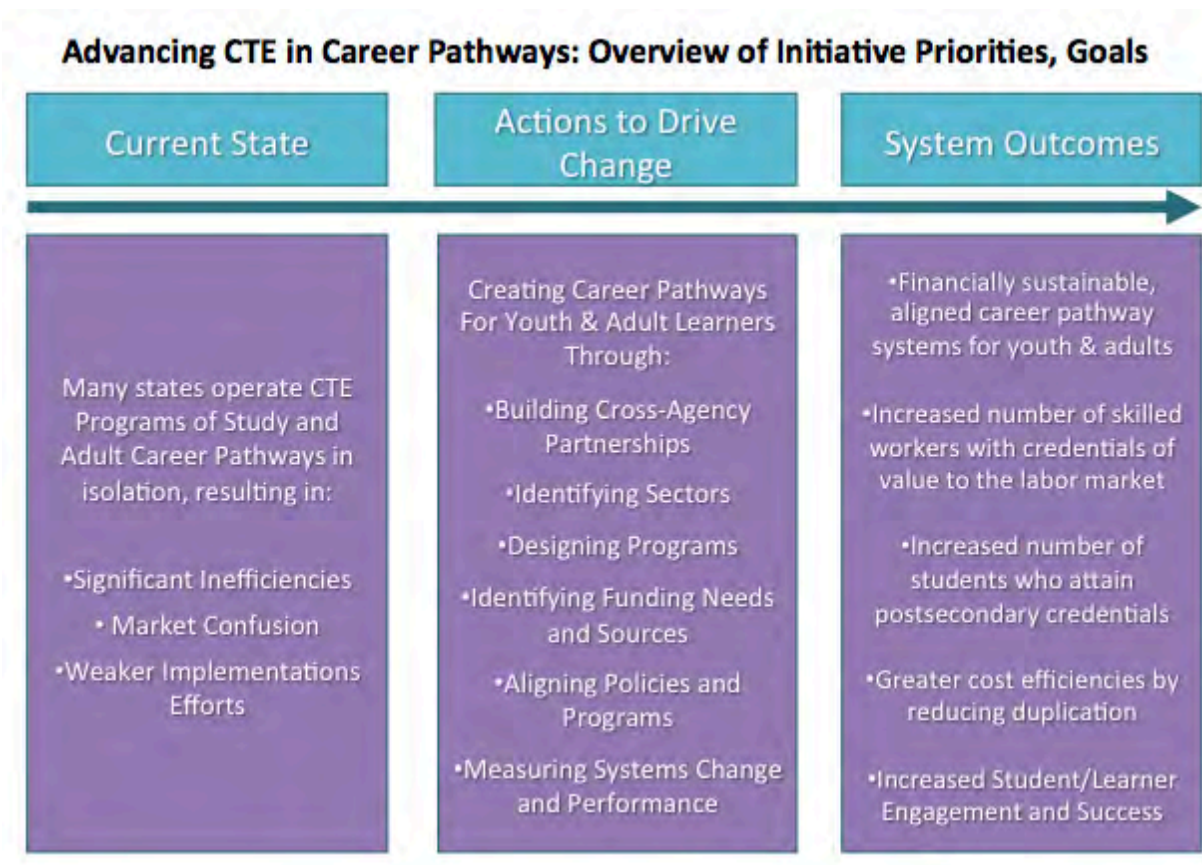 Advancing CTE in Career Pathways: Overview of Initiative Priorities, Goals
Current State
Many states operate CTE
Programs of Study and
Adult Career Pathways in
isolation, resulting in:
•Significant Inefficiencies
• Market Confusion
•Weaker Implementations
Efforts
Actions to Drive
Change
Creating Career Pathways
For Youth & Adult Learners
Through:
•Building Cross-Agency
Partnerships
•Identifying Sectors
•Designing Programs
•Identifying Funding Needs
and Sources
•Aligning Policies and
Programs
•Measuring Systems Change
and Performance
System Outcomes
•Financially sustainable,
aligned career pathway
systems for youth & adults
•Increased number of skilled
workers with credentials of
value to the labor market
•Increased number of
students who attain
postsecondary credentials
•Greater cost efficiencies by
reducing duplication
•Increased Student/Learner
Engagement and Success